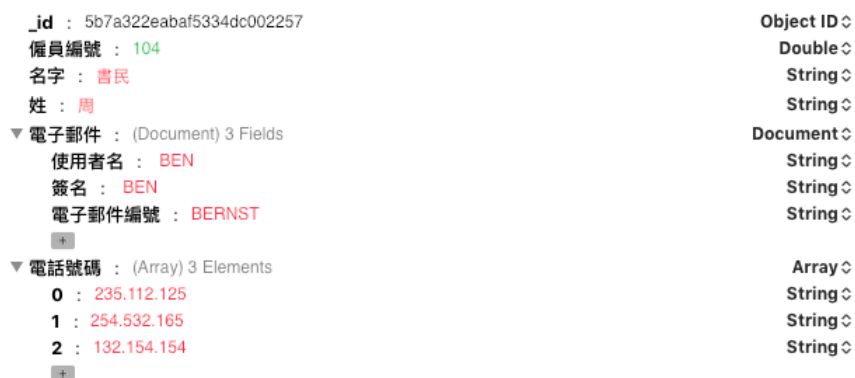 _id : 5b7a322eabaf5334dc002257 Object ID
僱員編號 : 104 Double
名字 : 書民 String
姓 : 周 String
電子郵件 : (Document) 3 Fields Document
使用者名 : BEN String
簽名 : BEN String
電子郵件編號 : BERNST String
+
電話號碼 : (Array) 3 Elements Array
0 : 235.112.125 String
1 : 254.532.165 String
2 : 132.154.154 String
+